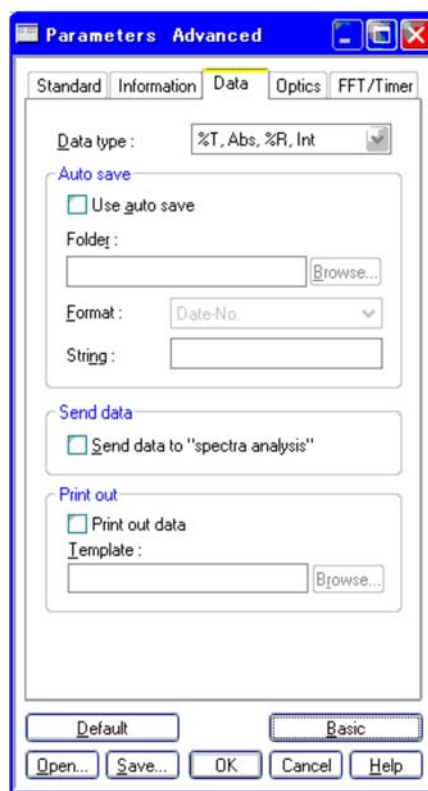 Parameters Advanced
Standard Information Data Optics FFT/Timer
Data type : %T, Abs, %R, Int
Auto save
Use auto save
Folder :
Browse...
Format : Date-No.
String :
Send data
Send data to "spectra analysis"
Print out
Print out data
Template :
Browse...
Default Basic
Open... Save... OK Cancel Help